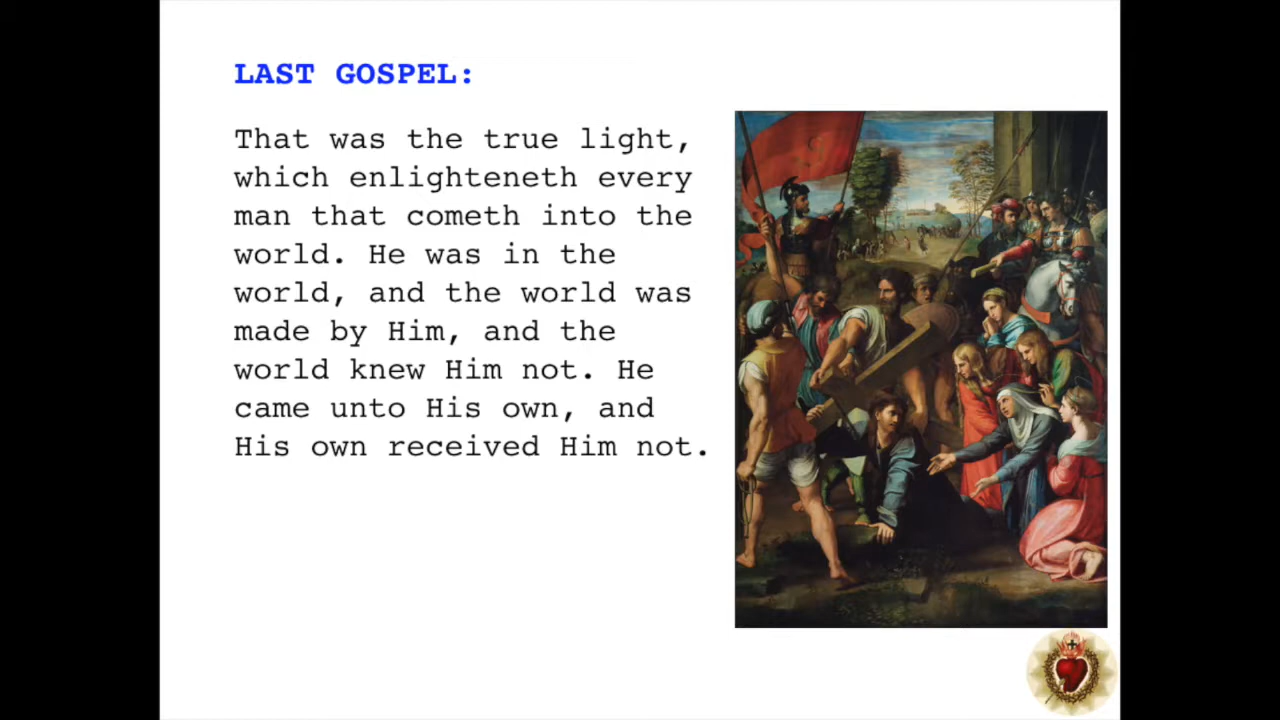 LAST GOSPEL:
That was the true light,
which enlighteneth every
man that cometh into the
world. He was in the
world, and the world was
made by Him, and the
world knew Him not. He
came unto His own, and
His own received Him not.